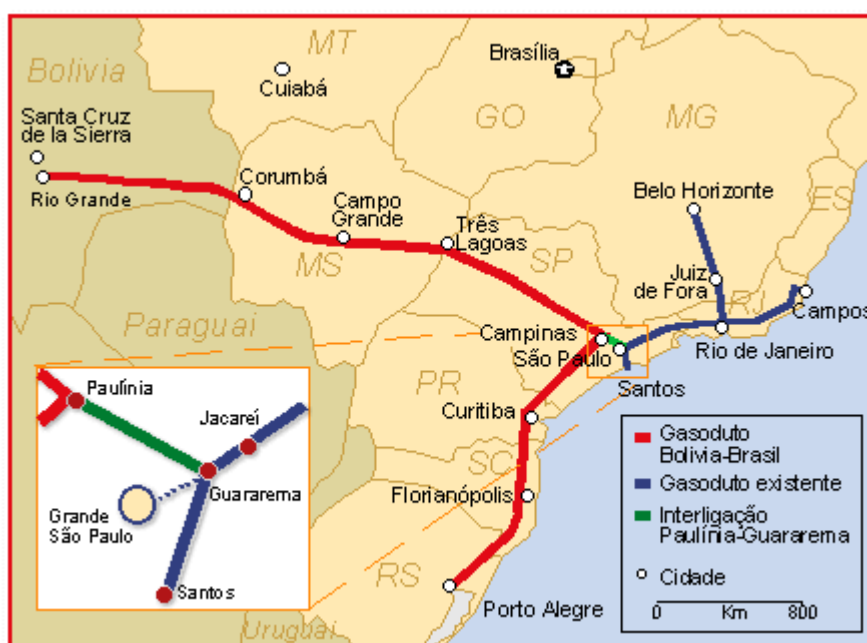 MT
Brasília
Bolivia
Cuiabá
GO
MG
Santa Cruz
de la Sierra
Rio Grande
Corumbá
Campo
Grande
Três
Lagoas
Belo Horizonte
ES
MS
SP
Juiz
de Fora
RJ
Campos
Paraguai
Campinas
São Paulo
Rio de Janeiro
Santos
PR
Curitiba
SC
Florianópolis
RS
Porto Alegre
Uruguai
Paulínia
Jacareí
Guararema
Grande
São Paulo
Santos
Gasoduto
Bolivia-Brasil
Gasoduto existente
Interligação
Paulínia-Guararema
Cidade
0 Km 800